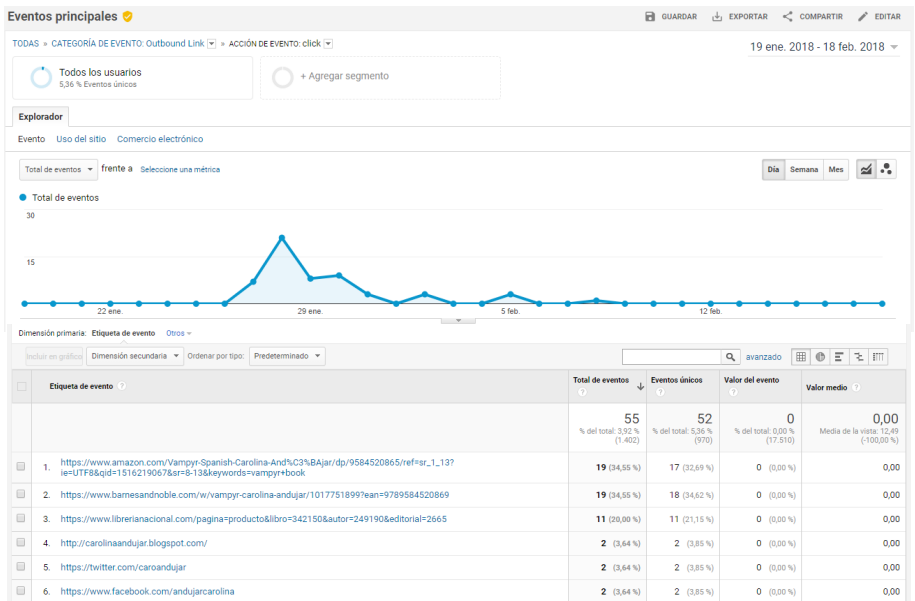 Eventos principales
GUARDAR EXPORTAR COMPARTIR EDITAR
TODAS » CATEGORÍA DE EVENTO: Outbound Link » ACCIÓN DE EVENTO: click
19 ene. 2018 - 18 feb. 2018
Todos los usuarios
5,36 % Eventos únicos
+ Agregar segmento
Explorador
Evento Uso del sitio Comercio electrónico
Total de eventos frente a Seleccione una métrica
Día Semana Mes
Total de eventos
30
15
22 ene. 29 ene. 5 feb. 12 feb.
Dimensión primaria: Etiqueta de evento Otros
Incluir en gráfico Dimensión secundaria Ordenar por tipo: Predeterminado
avanzado
Etiqueta de evento ? Total de eventos ? Eventos únicos ? Valor del evento ? Valor medio ?
55 52 0 0,00
% del total: 3,92 % (1.402) % del total: 5,36 % (970) % del total: 0,00 % (17.510) Media de la vista: 12,49 (-100,00 %)
1. https://www.amazon.com/Vampyr-Spanish-Carolina-And%C3%BAjar/dp/9584520865/ref=sr_1_13?
ie=UTF8&qid=1516219067&sr=8-13&keywords=vampyr+book 19 (34,55 %) 17 (32,69 %) 0 (0,00 %) 0,00
2. https://www.barnesandnoble.com/w/vampyr-carolina-andujar/1017751899?ean=9789584520869 19 (34,55 %) 18 (34,62 %) 0 (0,00 %) 0,00
3. https://www.librerianacional.com/pagina=producto&libro=342150&autor=249190&editorial=2665 11 (20,00 %) 11 (21,15 %) 0 (0,00 %) 0,00
4. http://carolinaandujar.blogspot.com/ 2 (3,64 %) 2 (3,85 %) 0 (0,00 %) 0,00
5. https://twitter.com/caroandujar 2 (3,64 %) 2 (3,85 %) 0 (0,00 %) 0,00
6. https://www.facebook.com/andujarcarolina 2 (3,64 %) 2 (3,85 %) 0 (0,00 %) 0,00